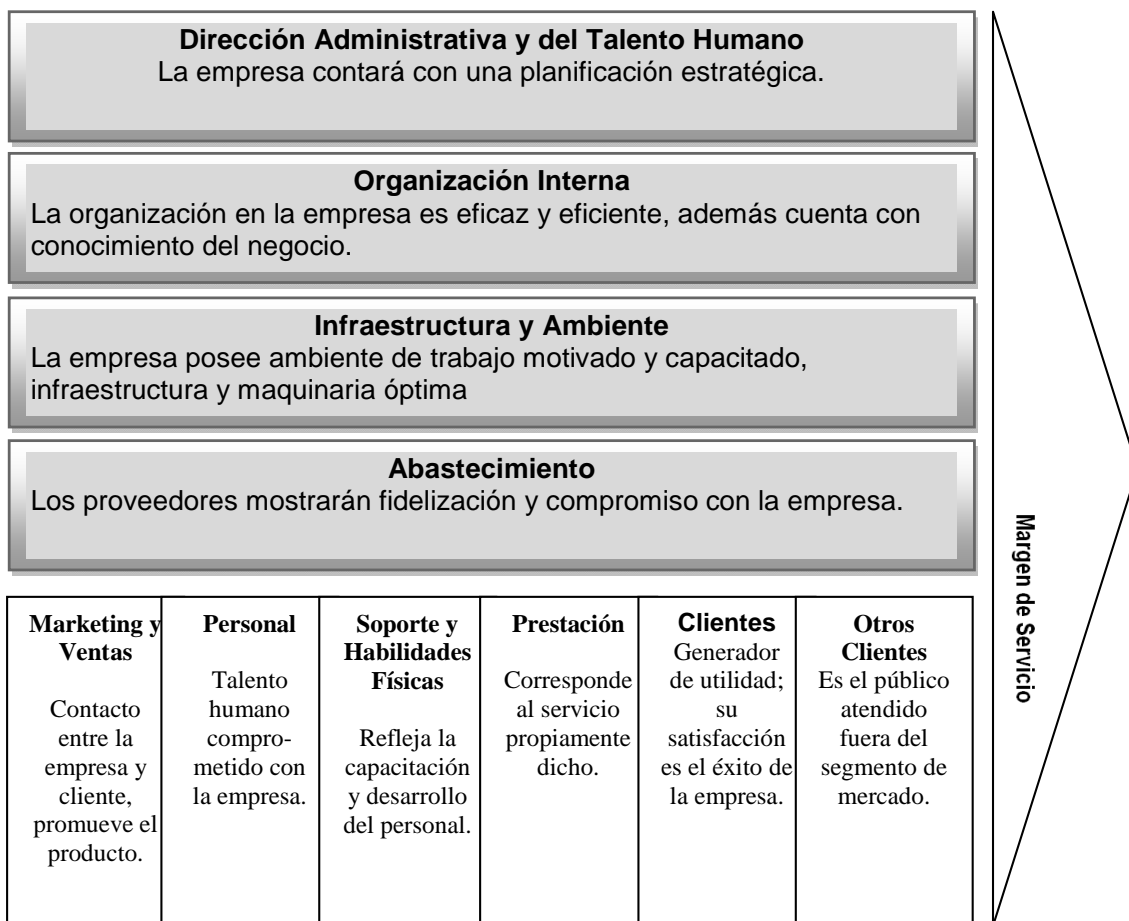 Dirección Administrativa y del Talento Humano
La empresa contará con una planificación estratégica.
Organización Interna
La organización en la empresa es eficaz y eficiente, además cuenta con
conocimiento del negocio.
Infraestructura y Ambiente
La empresa posee ambiente de trabajo motivado y capacitado,
infraestructura y maquinaria óptima
Abastecimiento
Los proveedores mostrarán fidelización y compromiso con la empresa.
Marketing y
Ventas
Contacto
entre la
empresa y
cliente,
promueve el
producto.
Personal
Talento
humano
compro-
metido con
la empresa.
Soporte y
Habilidades
Físicas
Refleja la
capacitación
y desarrollo
del personal.
Prestación
Corresponde
al servicio
propiamente
dicho.
Clientes
Generador
de utilidad;
su
satisfacción
es el éxito de
la empresa.
Otros
Clientes
Es el público
atendido
fuera del
segmento de
mercado.
Margen de Servicio